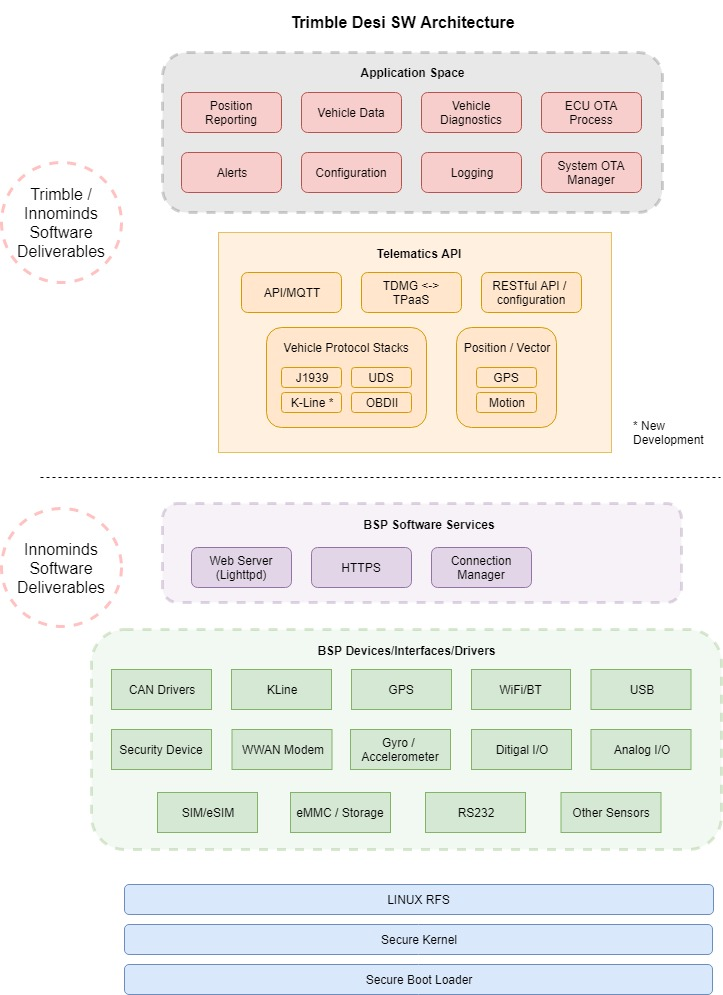 Trimble Desi SW Architecture
Application Space
Position
Reporting
Vehicle Data
Vehicle
Diagnostics
ECU OTA
Process
Alerts
Configuration
Logging
System OTA
Manager
Trimble /
Innominds
Software
Deliverables
Telematics API
API/MQTT
TDMG <->
TPaaS
RESTful API /
configuration
Vehicle Protocol Stacks
J1939
UDS
K-Line *
OBDII
Position / Vector
GPS
Motion
* New
Development
Innominds
Software
Deliverables
BSP Software Services
Web Server
(Lighttpd)
HTTPS
Connection
Manager
BSP Devices/Interfaces/Drivers
CAN Drivers
KLine
GPS
WiFi/BT
USB
Security Device
WWAN Modem
Gyro /
Accelerometer
Ditigal I/O
Analog I/O
SIM/eSIM
eMMC / Storage
RS232
Other Sensors
LINUX RFS
Secure Kernel
Secure Boot Loader